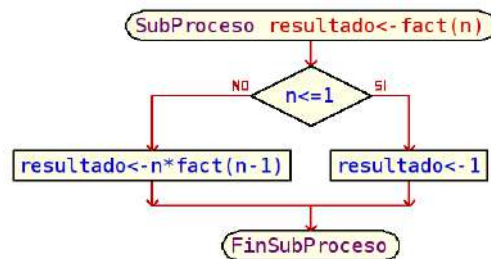 SubProceso resultado<-fact(n)
NO
n<=1
SI
resultado<-n*fact(n-1)
resultado<-1
FinSubProceso